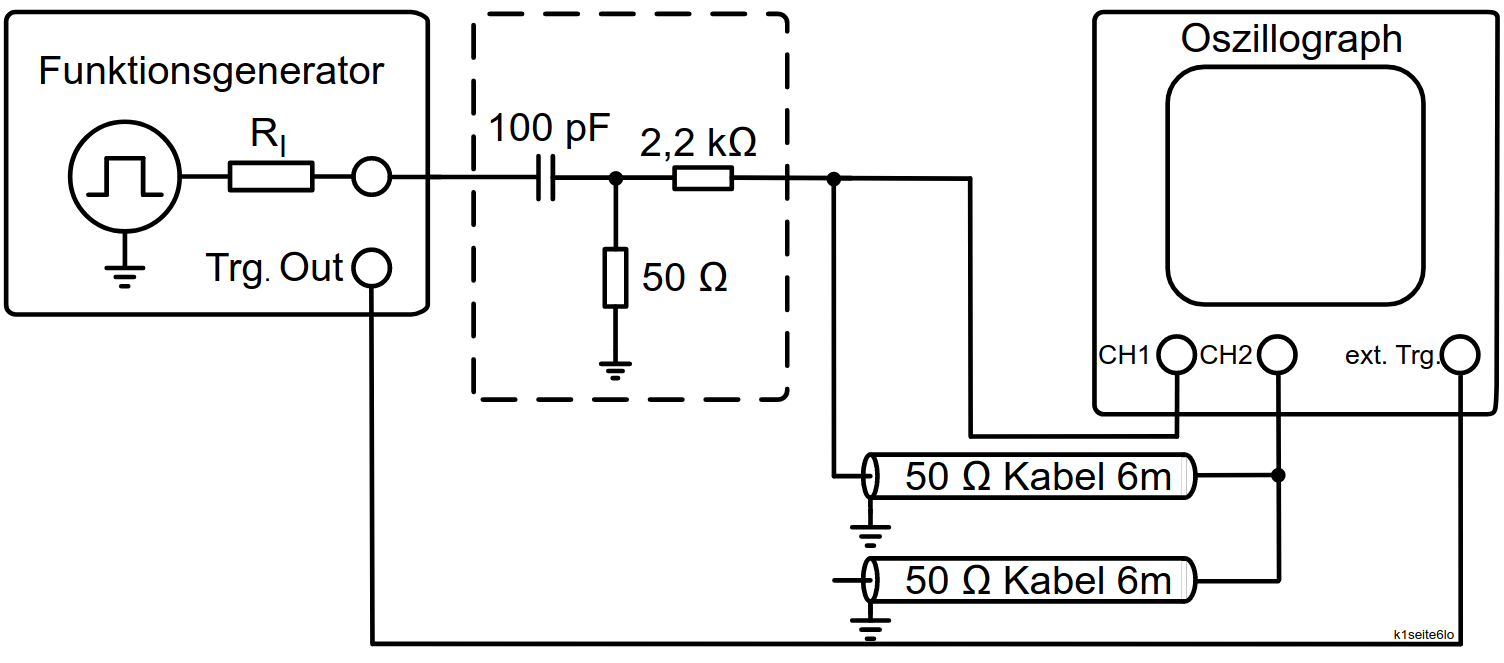 Funktionsgenerator
R_I
Trg. Out
100 pF
2,2 kΩ
50 Ω
Oszillograph
CH1
CH2
ext. Trg.
50 Ω Kabel 6m
50 Ω Kabel 6m
k1seite6lo